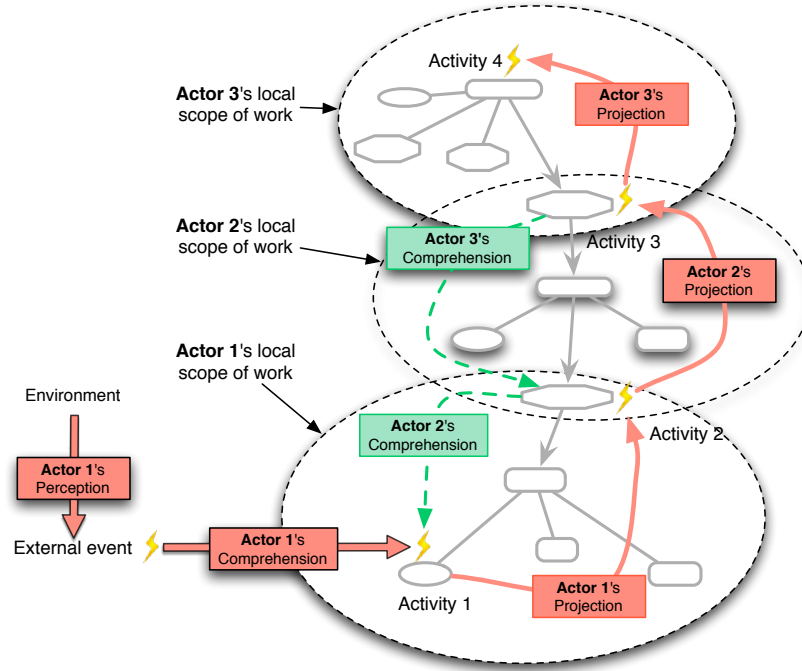 Activity 4
Actor 3's
Projection
Actor 3's local
scope of work
Actor 2's local
scope of work
Actor 3's
Comprehension
Activity 3
Actor 2's
Projection
Actor 1's local
scope of work
Environment
Actor 2's
Comprehension
Activity 2
Actor 1's
Perception
External event
Actor 1's
Comprehension
Activity 1
Actor 1's
Projection